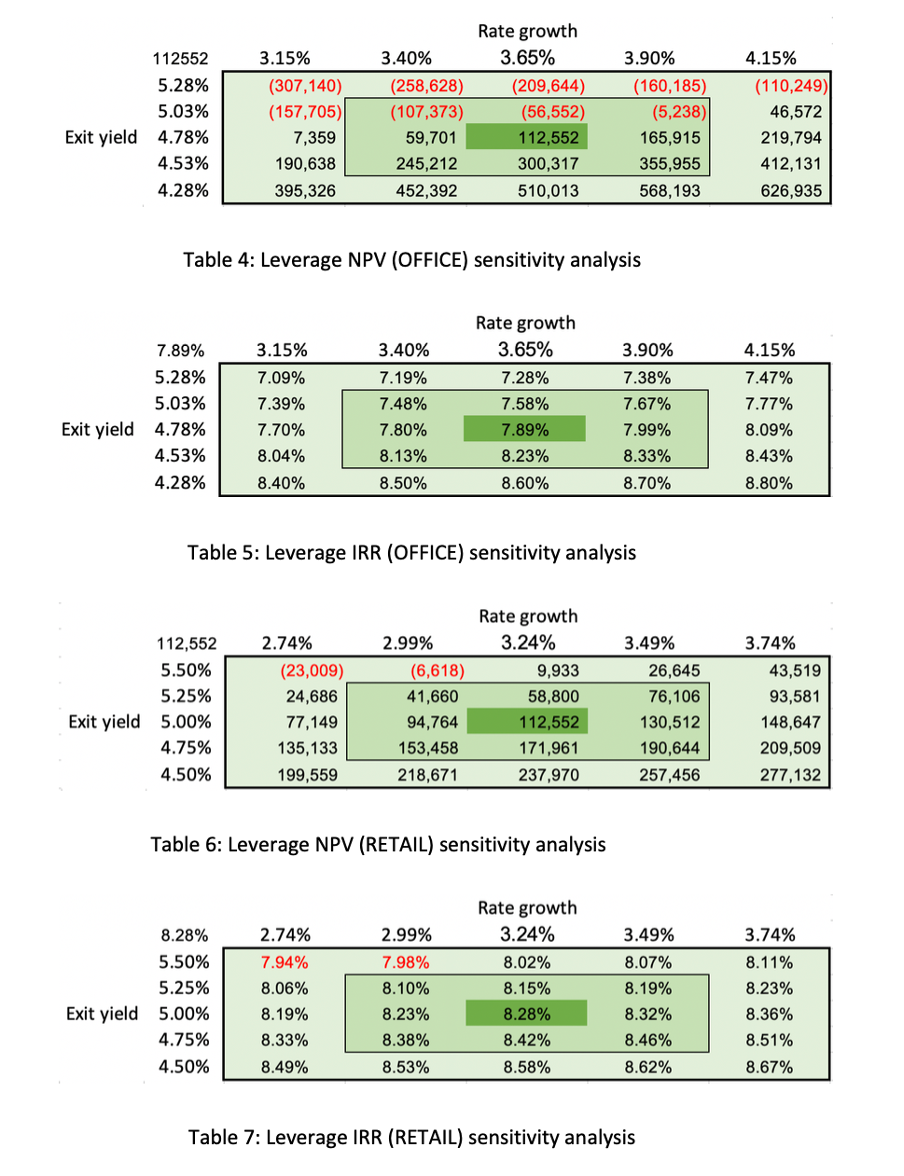 Rate growth
112552 3.15% 3.40% 3.65% 3.90% 4.15%
5.28% (307,140) (258,628) (209,644) (160,185) (110,249)
5.03% (157,705) (107,373) (56,552) (5,238) 46,572
Exit yield 4.78% 7,359 59,701 112,552 165,915 219,794
4.53% 190,638 245,212 300,317 355,955 412,131
4.28% 395,326 452,392 510,013 568,193 626,935
Table 4: Leverage NPV (OFFICE) sensitivity analysis
Rate growth
7.89% 3.15% 3.40% 3.65% 3.90% 4.15%
5.28% 7.09% 7.19% 7.28% 7.38% 7.47%
5.03% 7.39% 7.48% 7.58% 7.67% 7.77%
Exit yield 4.78% 7.70% 7.80% 7.89% 7.99% 8.09%
4.53% 8.04% 8.13% 8.23% 8.33% 8.43%
4.28% 8.40% 8.50% 8.60% 8.70% 8.80%
Table 5: Leverage IRR (OFFICE) sensitivity analysis
Rate growth
112,552 2.74% 2.99% 3.24% 3.49% 3.74%
5.50% (23,009) (6,618) 9,933 26,645 43,519
5.25% 24,686 41,660 58,800 76,106 93,581
Exit yield 5.00% 77,149 94,764 112,552 130,512 148,647
4.75% 135,133 153,458 171,961 190,644 209,509
4.50% 199,559 218,671 237,970 257,456 277,132
Table 6: Leverage NPV (RETAIL) sensitivity analysis
Rate growth
8.28% 2.74% 2.99% 3.24% 3.49% 3.74%
5.50% 7.94% 7.98% 8.02% 8.07% 8.11%
5.25% 8.06% 8.10% 8.15% 8.19% 8.23%
Exit yield 5.00% 8.19% 8.23% 8.28% 8.32% 8.36%
4.75% 8.33% 8.38% 8.42% 8.46% 8.51%
4.50% 8.49% 8.53% 8.58% 8.62% 8.67%
Table 7: Leverage IRR (RETAIL) sensitivity analysis